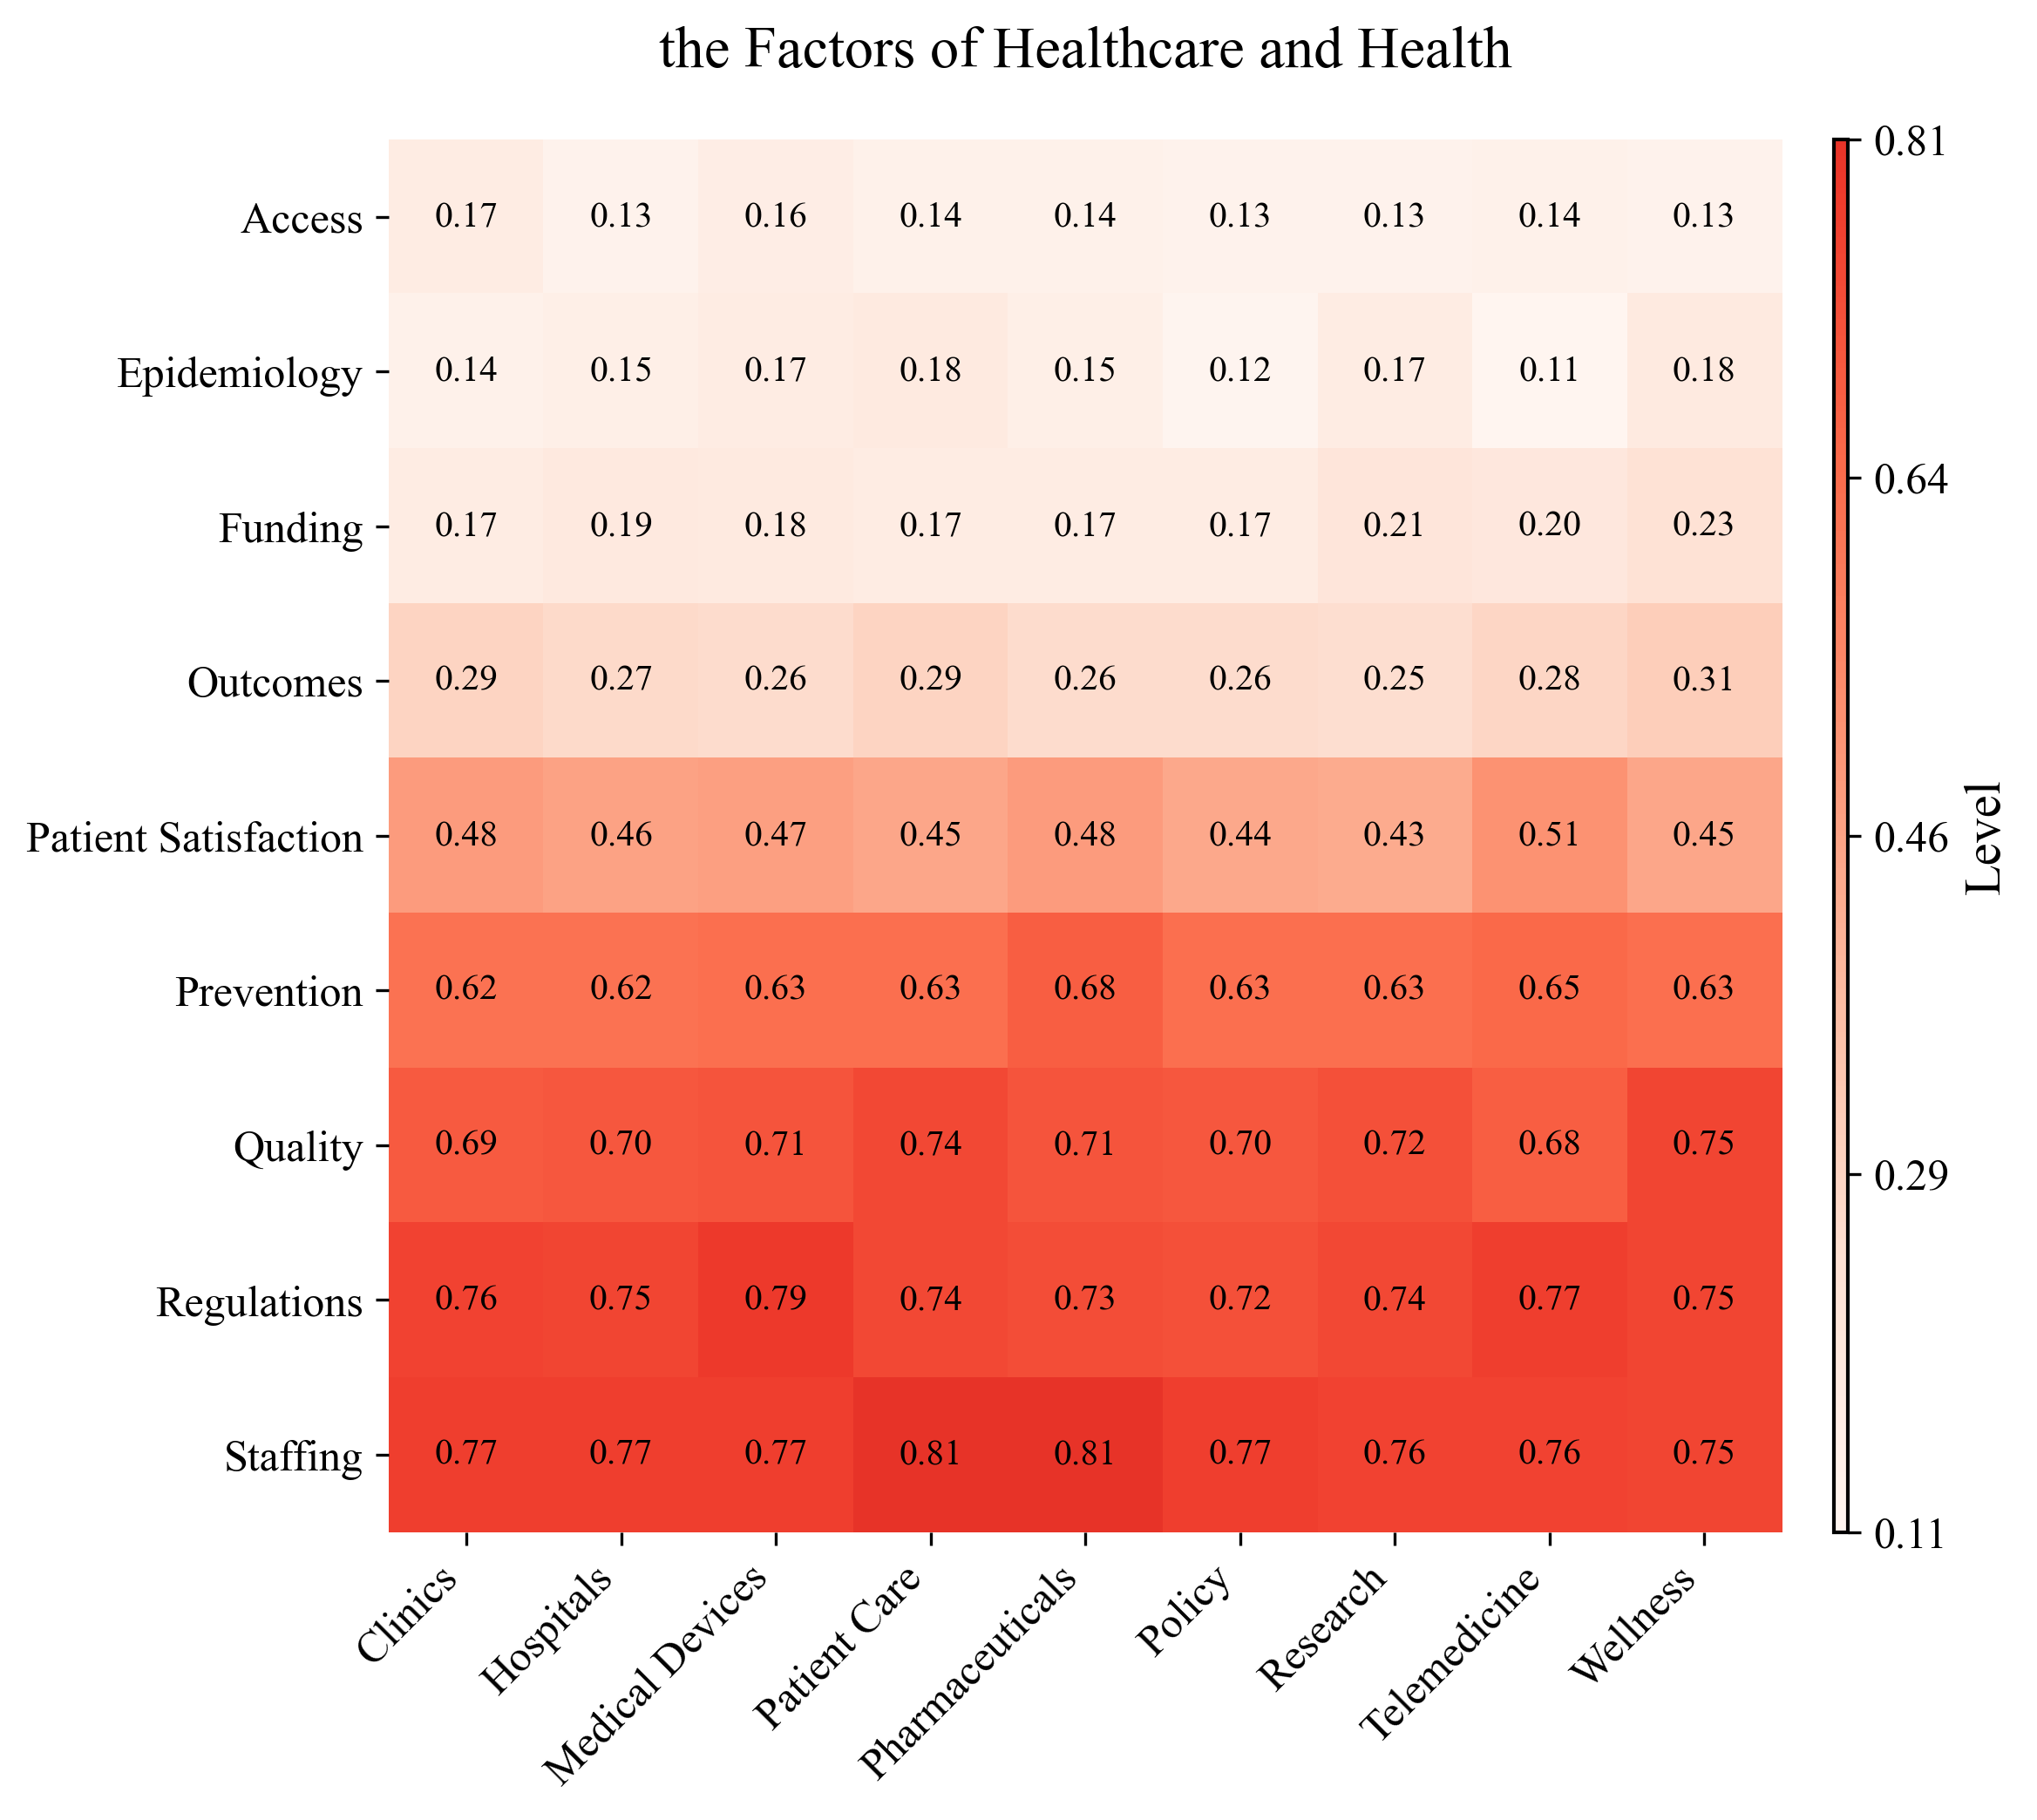 the Factors of Healthcare and Health
Access 0.17 0.13 0.16 0.14 0.14 0.13 0.13 0.14 0.13
Epidemiology 0.14 0.15 0.17 0.18 0.15 0.12 0.17 0.11 0.18
Funding 0.17 0.19 0.18 0.17 0.17 0.17 0.21 0.20 0.23
Outcomes 0.29 0.27 0.26 0.29 0.26 0.26 0.25 0.28 0.31
Patient Satisfaction 0.48 0.46 0.47 0.45 0.48 0.44 0.43 0.51 0.45
Prevention 0.62 0.62 0.63 0.63 0.68 0.63 0.63 0.65 0.63
Quality 0.69 0.70 0.71 0.74 0.71 0.70 0.72 0.68 0.75
Regulations 0.76 0.75 0.79 0.74 0.73 0.72 0.74 0.77 0.75
Staffing 0.77 0.77 0.77 0.81 0.81 0.77 0.76 0.76 0.75
Clinics
Hospitals
Medical Devices
Patient Care
Pharmaceuticals
Policy
Research
Telemedicine
Wellness
0.81
0.64
0.46
0.29
0.11
Level